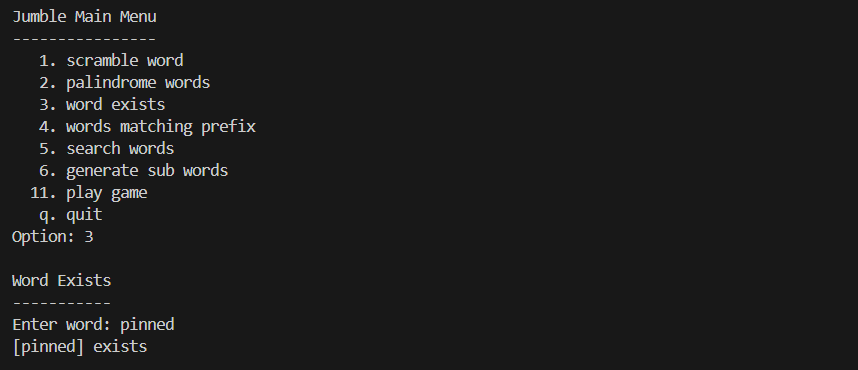 Jumble Main Menu
----------------
1. scramble word
2. palindrome words
3. word exists
4. words matching prefix
5. search words
6. generate sub words
11. play game
q. quit
Option: 3
Word Exists
-----------
Enter word: pinned
[pinned] exists